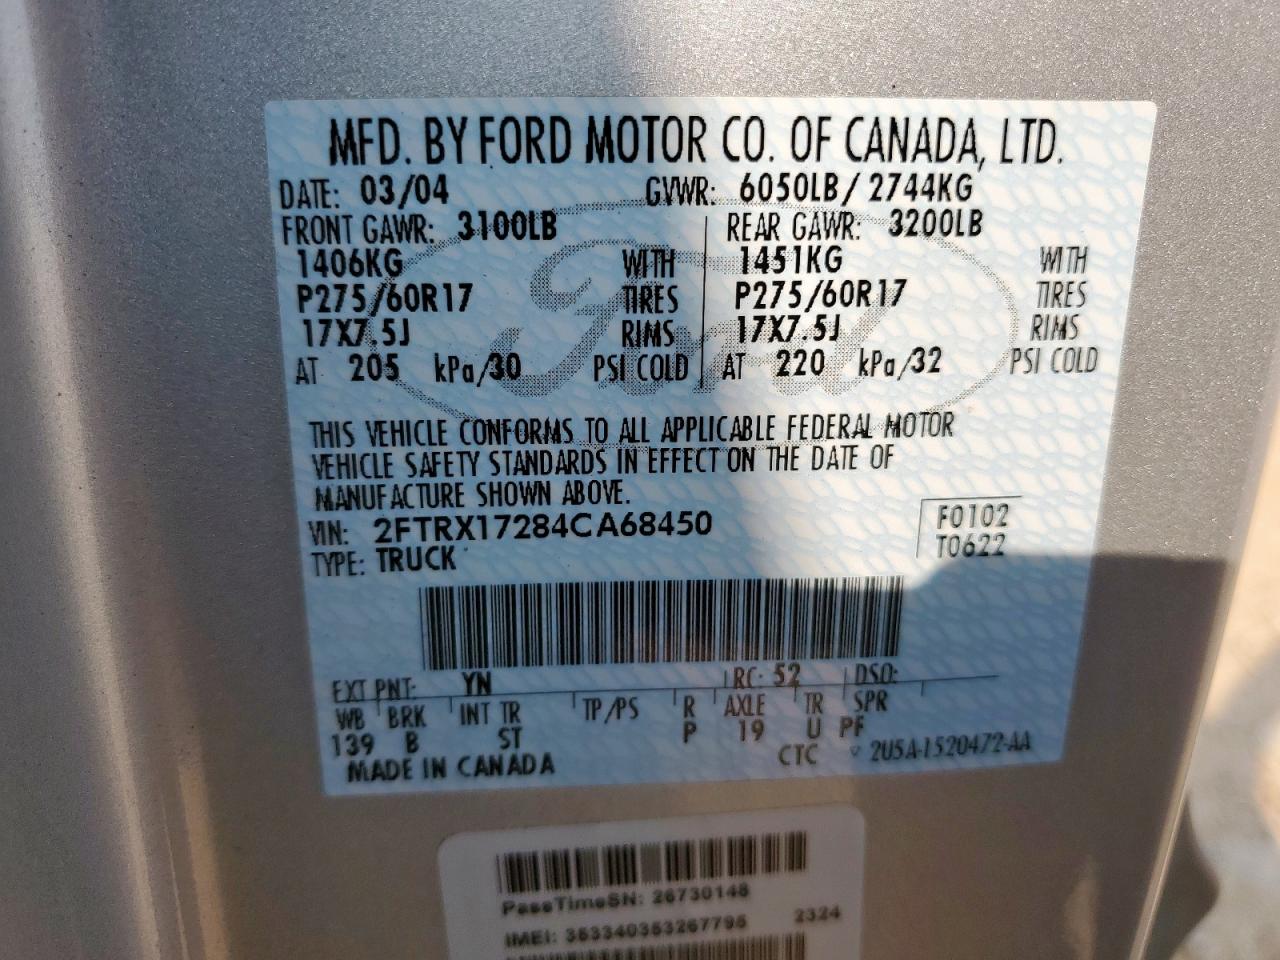 MFD. BY FORD MOTOR CO. OF CANADA, LTD.
DATE: 03/04 GVWR: 6050LB / 2744KG
FRONT GAWR: 3100LB REAR GAWR: 3200LB
1406KG WITH 1451KG WITH
P275/60R17 TIRES P275/60R17 TIRES
17X7.5J RIMS 17X7.5J RIMS
AT 205 kPa/30 PSI COLD AT 220 kPa/32 PSI COLD
Ford
THIS VEHICLE CONFORMS TO ALL APPLICABLE FEDERAL MOTOR
VEHICLE SAFETY STANDARDS IN EFFECT ON THE DATE OF
MANUFACTURE SHOWN ABOVE.
VIN: 2FTRX17284CA68450 F0102
TYPE: TRUCK T0622
EXT PNT: YN RC: 52 DSO:
WB BRK INT TR TP/PS R AXLE TR SPR
139 B ST P 19 U PF
MADE IN CANADA CTC 2U5A-1520472-AA
PassTimeSN: 26730148
2324
IMEI: 353340353267795